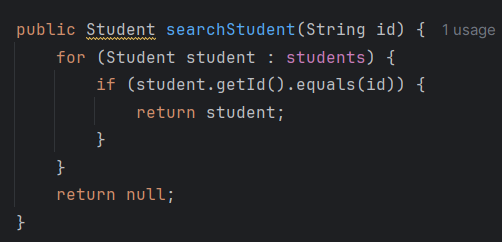 public Student searchStudent(String id) { 1 usage
    for (Student student : students) {
        if (student.getId().equals(id)) {
            return student;
        }
    }
    return null;
}